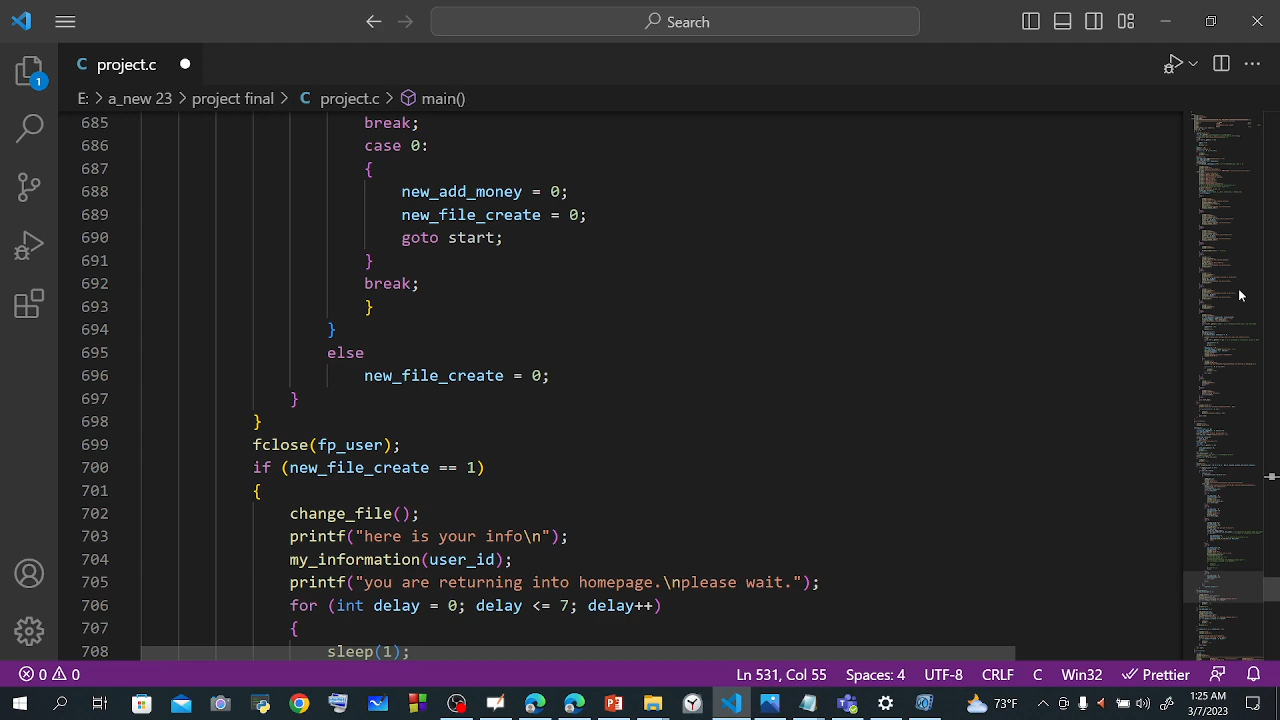 Search
project.c
E: > a_new 23 > project final > C project.c > main()
685 break;
686 case 0:
687 {
688 new_add_money = 0;
689 new_file_create = 0;
690 goto start;
691 }
692 break;
693 }
694 }
695 else
696 new_file_create = 0;
697 }
698 }
699 fclose(fp_user);
700 if (new_file_create == 1)
701 {
702 change_file();
703 printf("here is your info\n");
704 my_information(user_id);
705 printf("you are returning into homepage.\nplease wait.");
706 for (int delay = 0; delay <= 7; delay++)
707 {
708 sleep(1);
0 0 Ln 537, Col 55 Spaces: 4 UTF-8 CRLF C Win32 Prettier
73°F
1:25 AM
3/7/2023